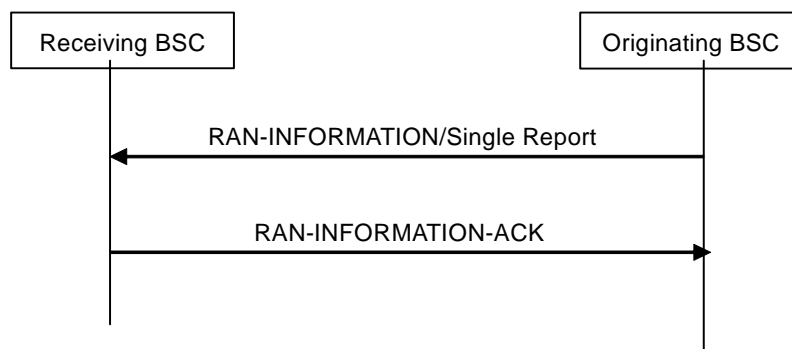 Receiving BSC
Originating BSC
RAN-INFORMATION/Single Report
RAN-INFORMATION-ACK